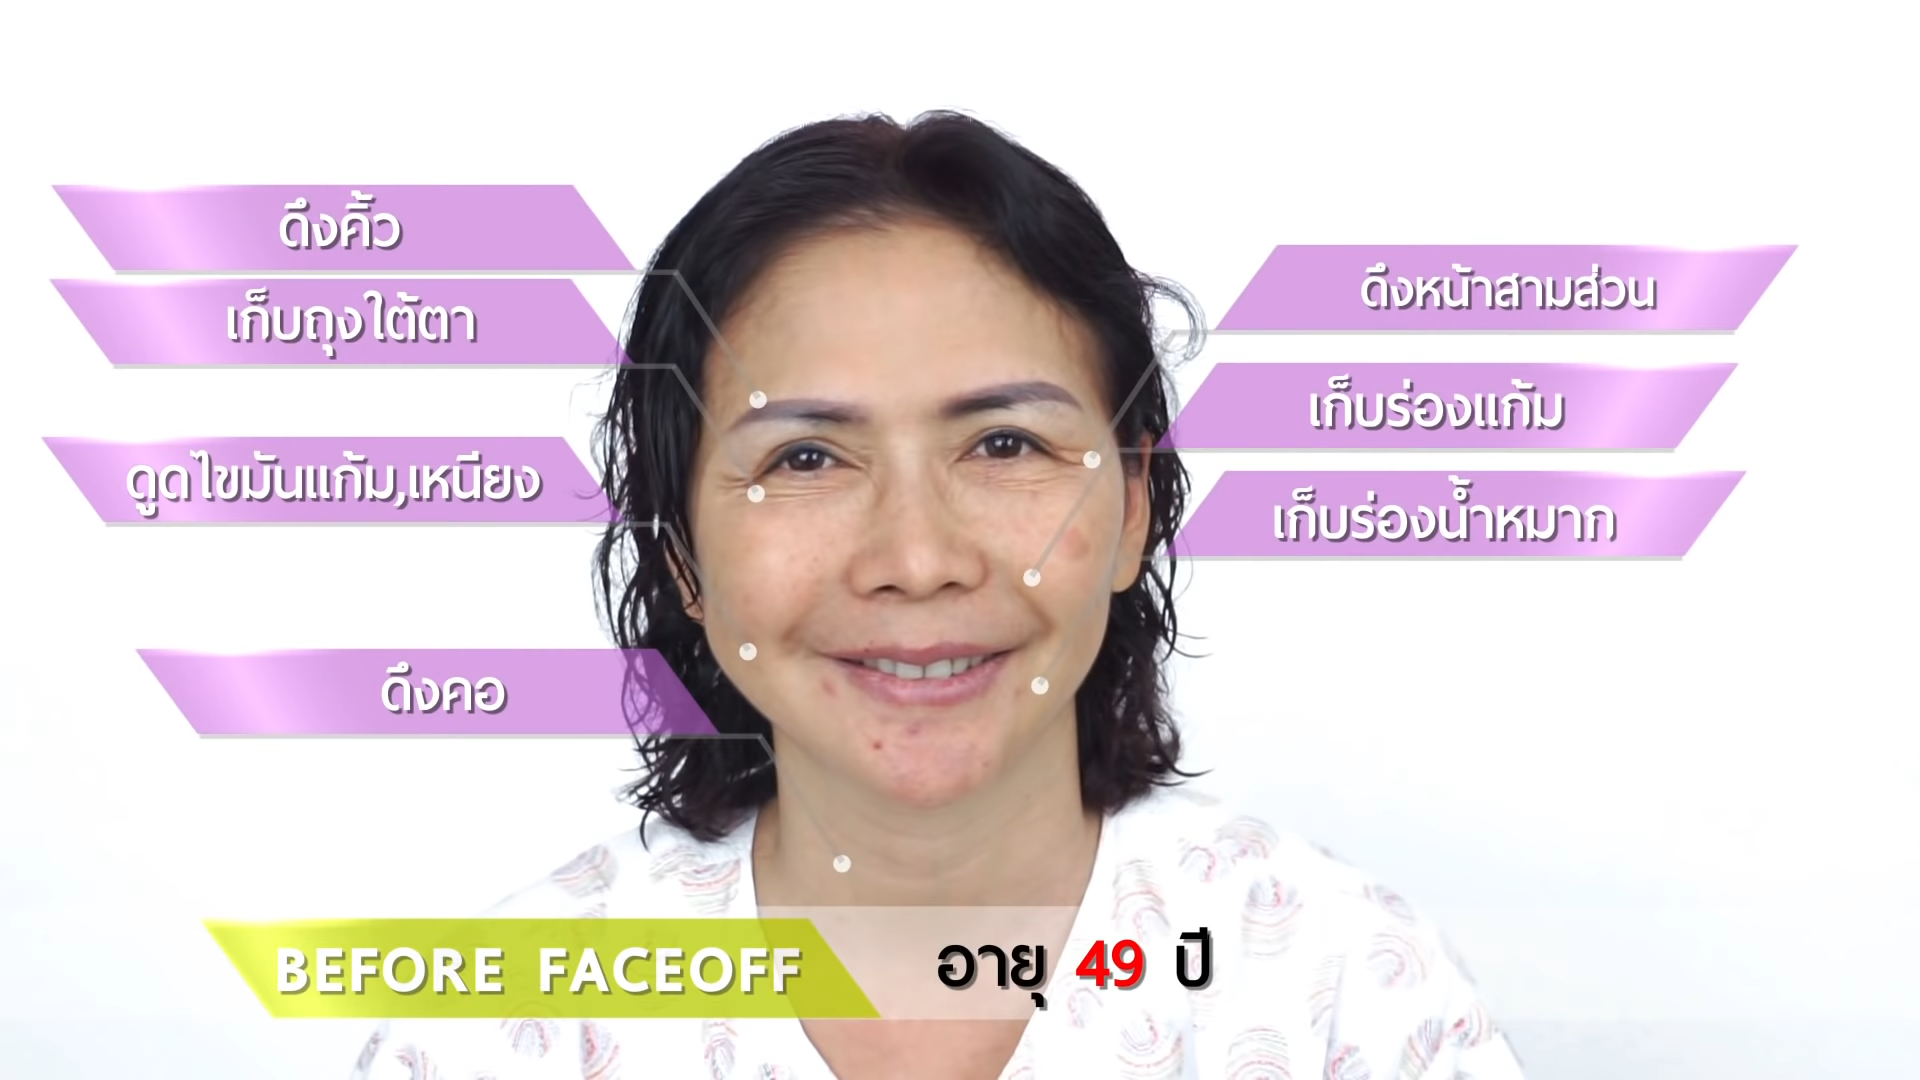 ดึงคิ้ว
เก็บถุงใต้ตา
ดูดไขมันแก้ม,เหนียง
ดึงคอ
ดึงหน้าสามส่วน
เก็บร่องแก้ม
เก็บร่องน้ำหมาก
BEFORE FACEOFF
อายุ 49 ปี